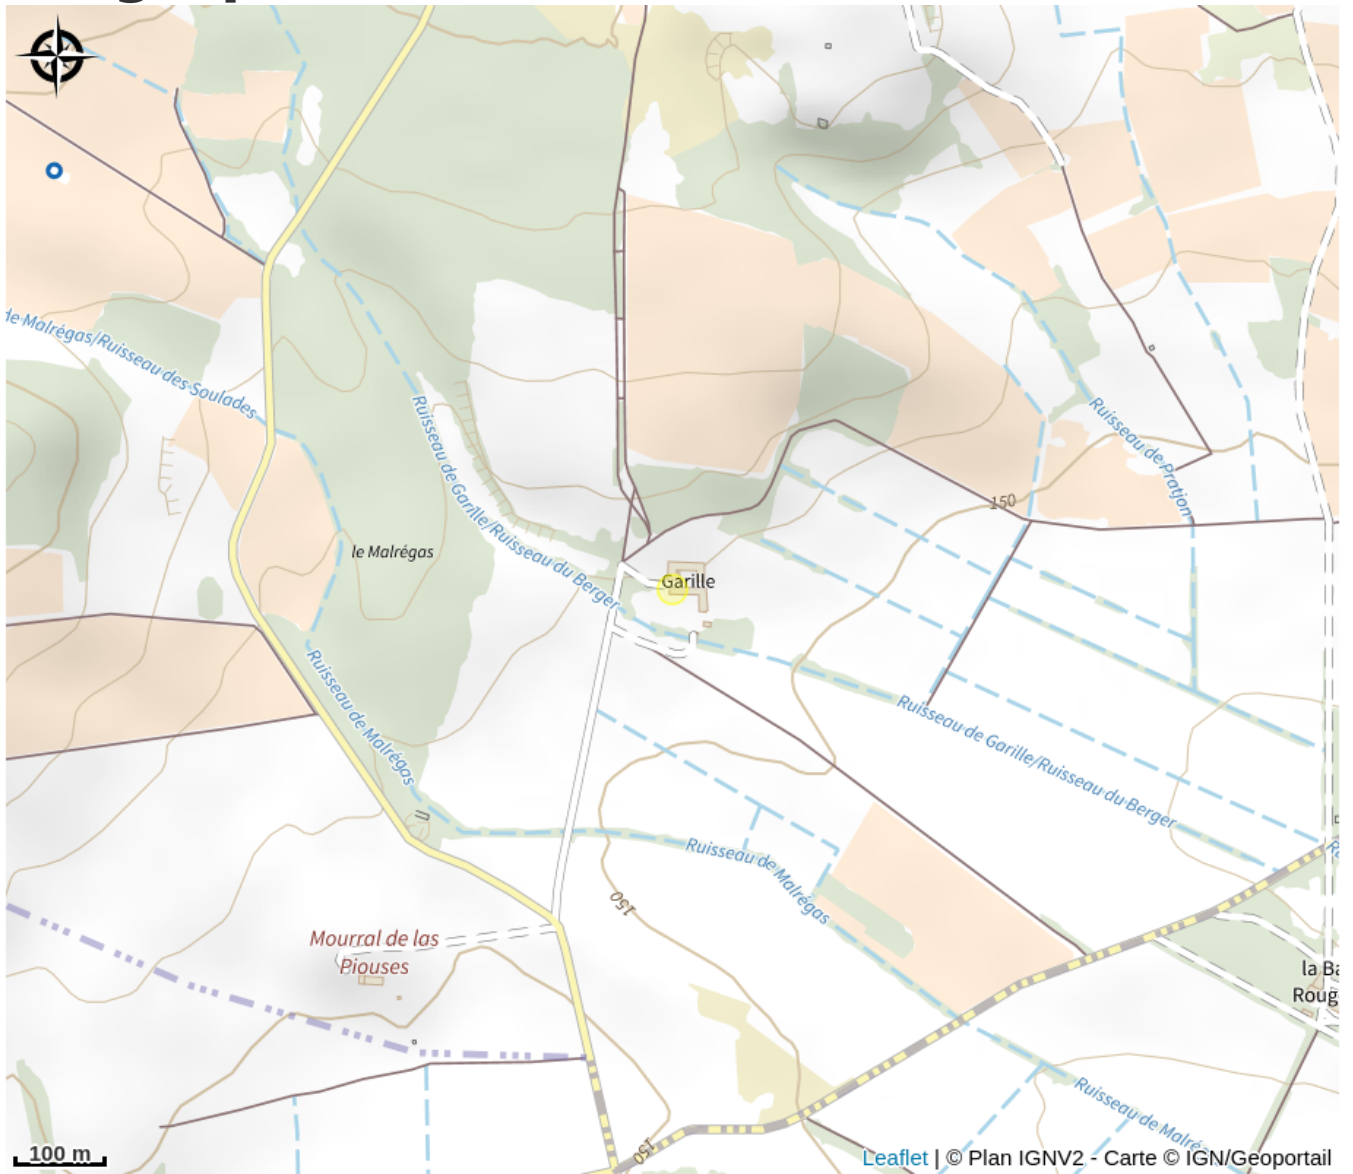 de Malrégas/Ruisseau des Soulades
Ruisseau de Garille/Ruisseau du Berger
Ruisseau de Pratjon
150
le Malrégas
Garille
Ruisseau de Malrégas
Ruisseau de Garille/Ruisseau du Berger
Ruisseau de Malrégas
150
Mourral de las
Piouses
la Ba
Roug
Ruisseau de Malré
150
100 m
Leaflet | © Plan IGNV2 - Carte © IGN/Geoportail